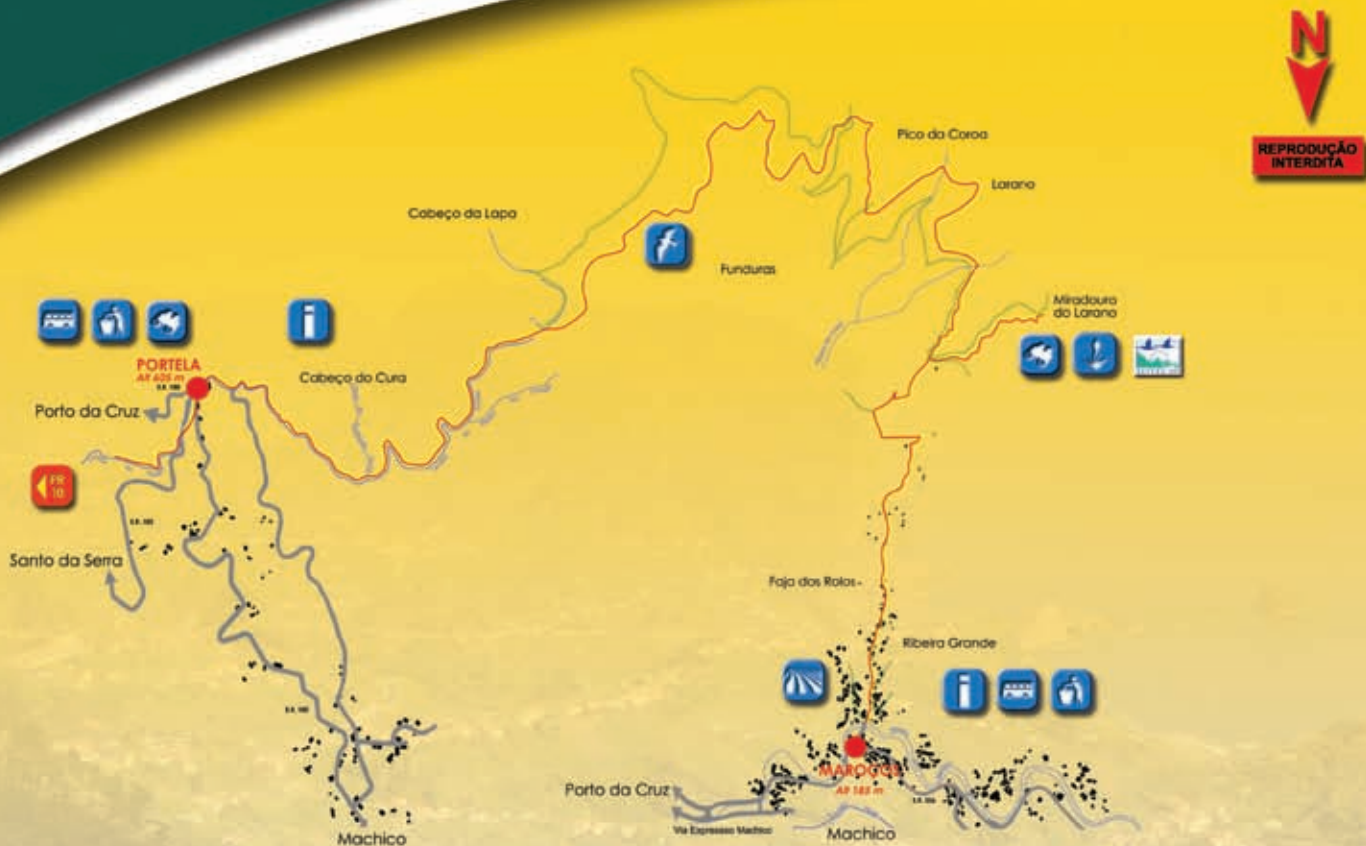 N
REPRODUÇÃO
INTERDITA
Pico da Coroa
Larano
Cabeço da Lapa
Funduras
Miradouro
do Larano
PORTELA
Alt 605 m
Cabeço do Cura
Porto da Cruz
PR
10
Santo da Serra
Faja dos Rolos
Ribeira Grande
MAROÇOS
Alt 185 m
Porto da Cruz
Via Expresso Machico
Machico
Machico